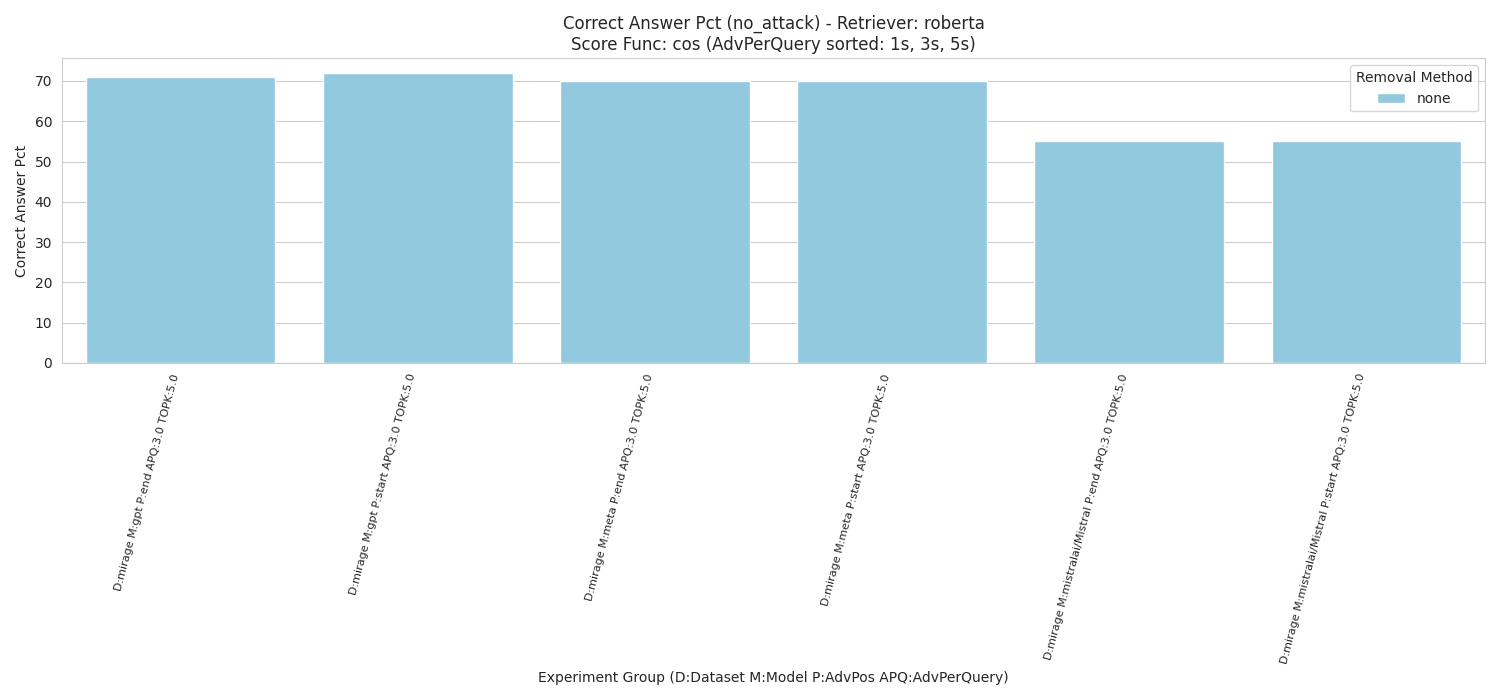 Correct Answer Pct (no_attack) - Retriever: roberta
Score Func: cos (AdvPerQuery sorted: 1s, 3s, 5s)
Removal Method
none
Correct Answer Pct
70
60
50
40
30
20
10
0
D:mirage M:gpt P:end APQ:3.0 TOPK:5.0
D:mirage M:gpt P:start APQ:3.0 TOPK:5.0
D:mirage M:meta P:end APQ:3.0 TOPK:5.0
D:mirage M:meta P:start APQ:3.0 TOPK:5.0
D:mirage M:mistralai/Mistral P:end APQ:3.0 TOPK:5.0
D:mirage M:mistralai/Mistral P:start APQ:3.0 TOPK:5.0
Experiment Group (D:Dataset M:Model P:AdvPos APQ:AdvPerQuery)